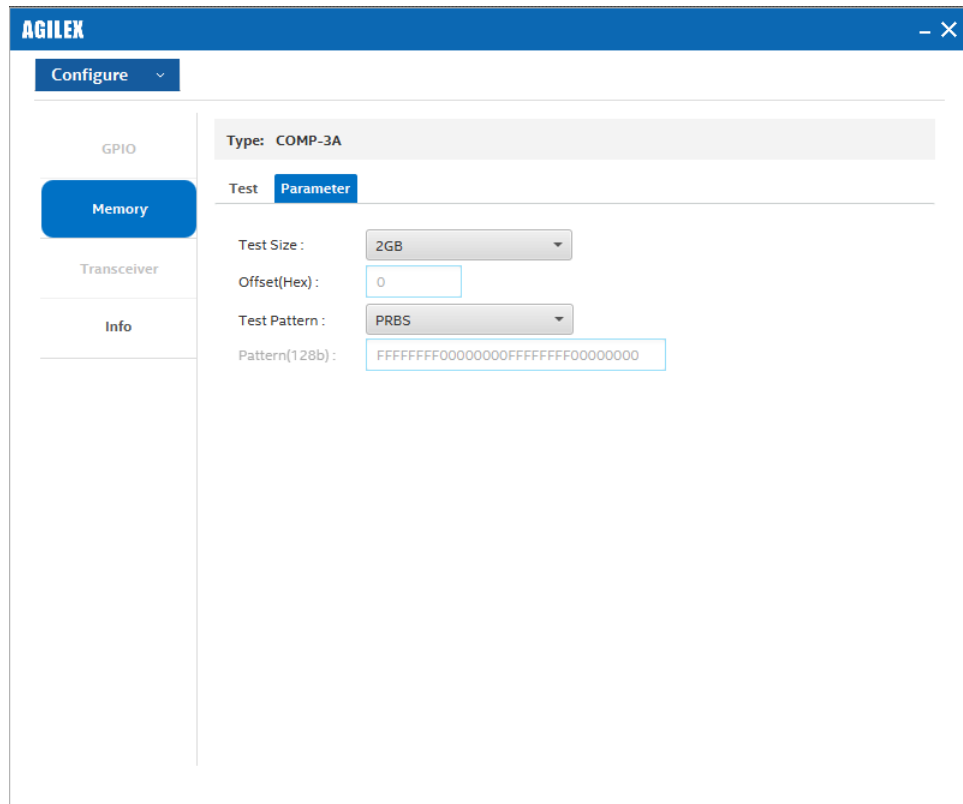 AGILEX
Configure
GPIO
Memory
Transceiver
Info
Type: COMP-3A
Test Parameter
Test Size : 2GB
Offset(Hex) : 0
Test Pattern : PRBS
Pattern(128b) : FFFFFFFF00000000FFFFFFFF00000000